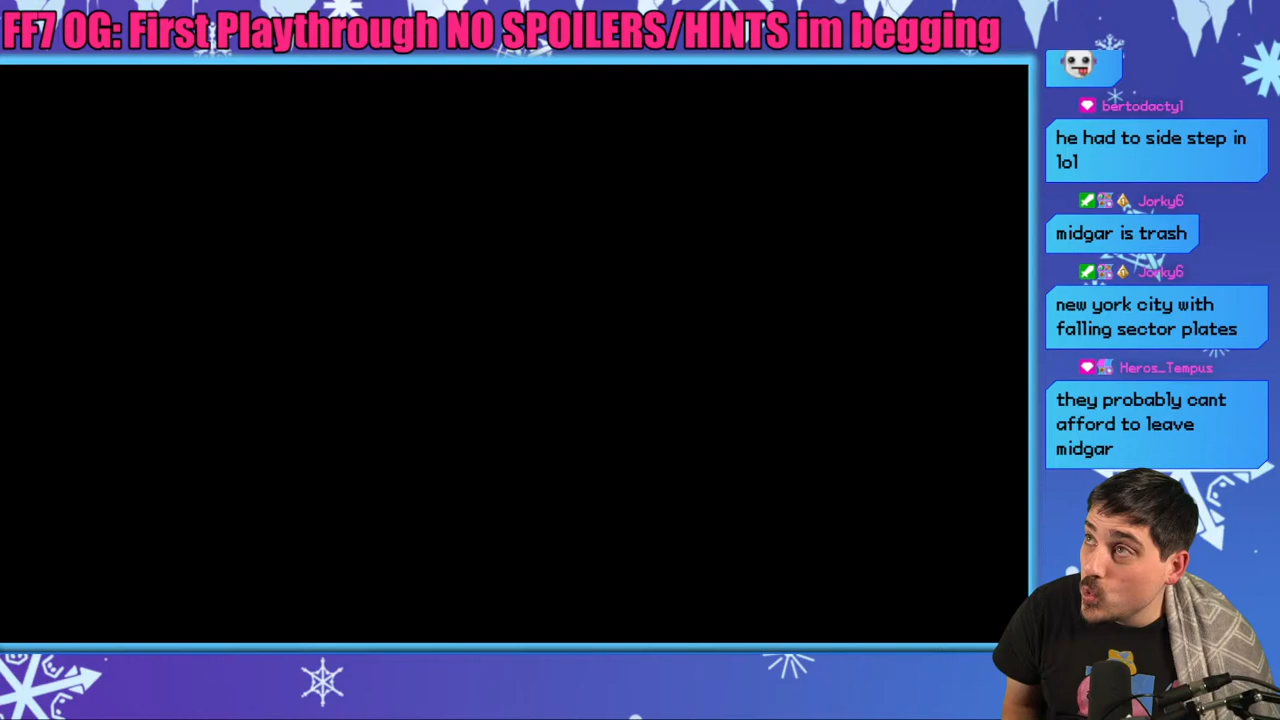 FF7 OG: First Playthrough NO SPOILERS/HINTS im begging
bertodactyl
he had to side step in
lol
Jorky6
midgar is trash
Jorky6
new york city with
falling sector plates
Heros_Tempus
they probably cant
afford to leave
midgar